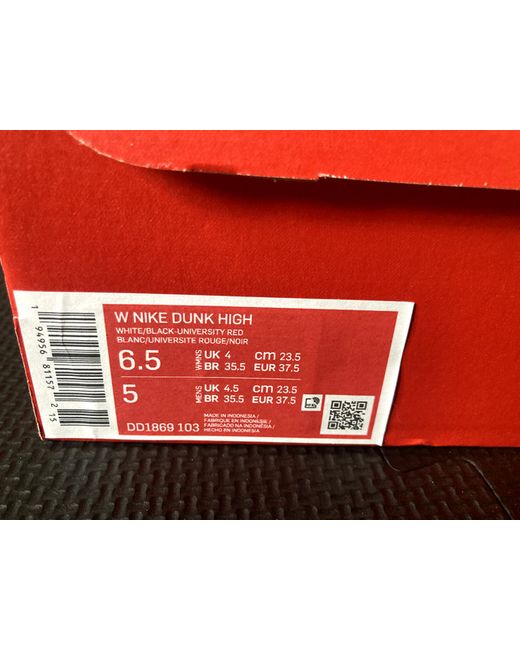 W NIKE DUNK HIGH
WHITE/BLACK-UNIVERSITY RED
BLANC/UNIVERSITE ROUGE/NOIR
6.5 WMNS UK 4 cm 23.5
BR 35.5 EUR 37.5
5 MENS UK 4.5 cm 23.5
BR 35.5 EUR 37.5
DD1869 103
MADE IN INDONESIA /
FABRIQUE EN INDONESIE /
FABRICADO NA INDONÉSIA /
HECHO EN INDONESIA
1 94956 81157 2 15